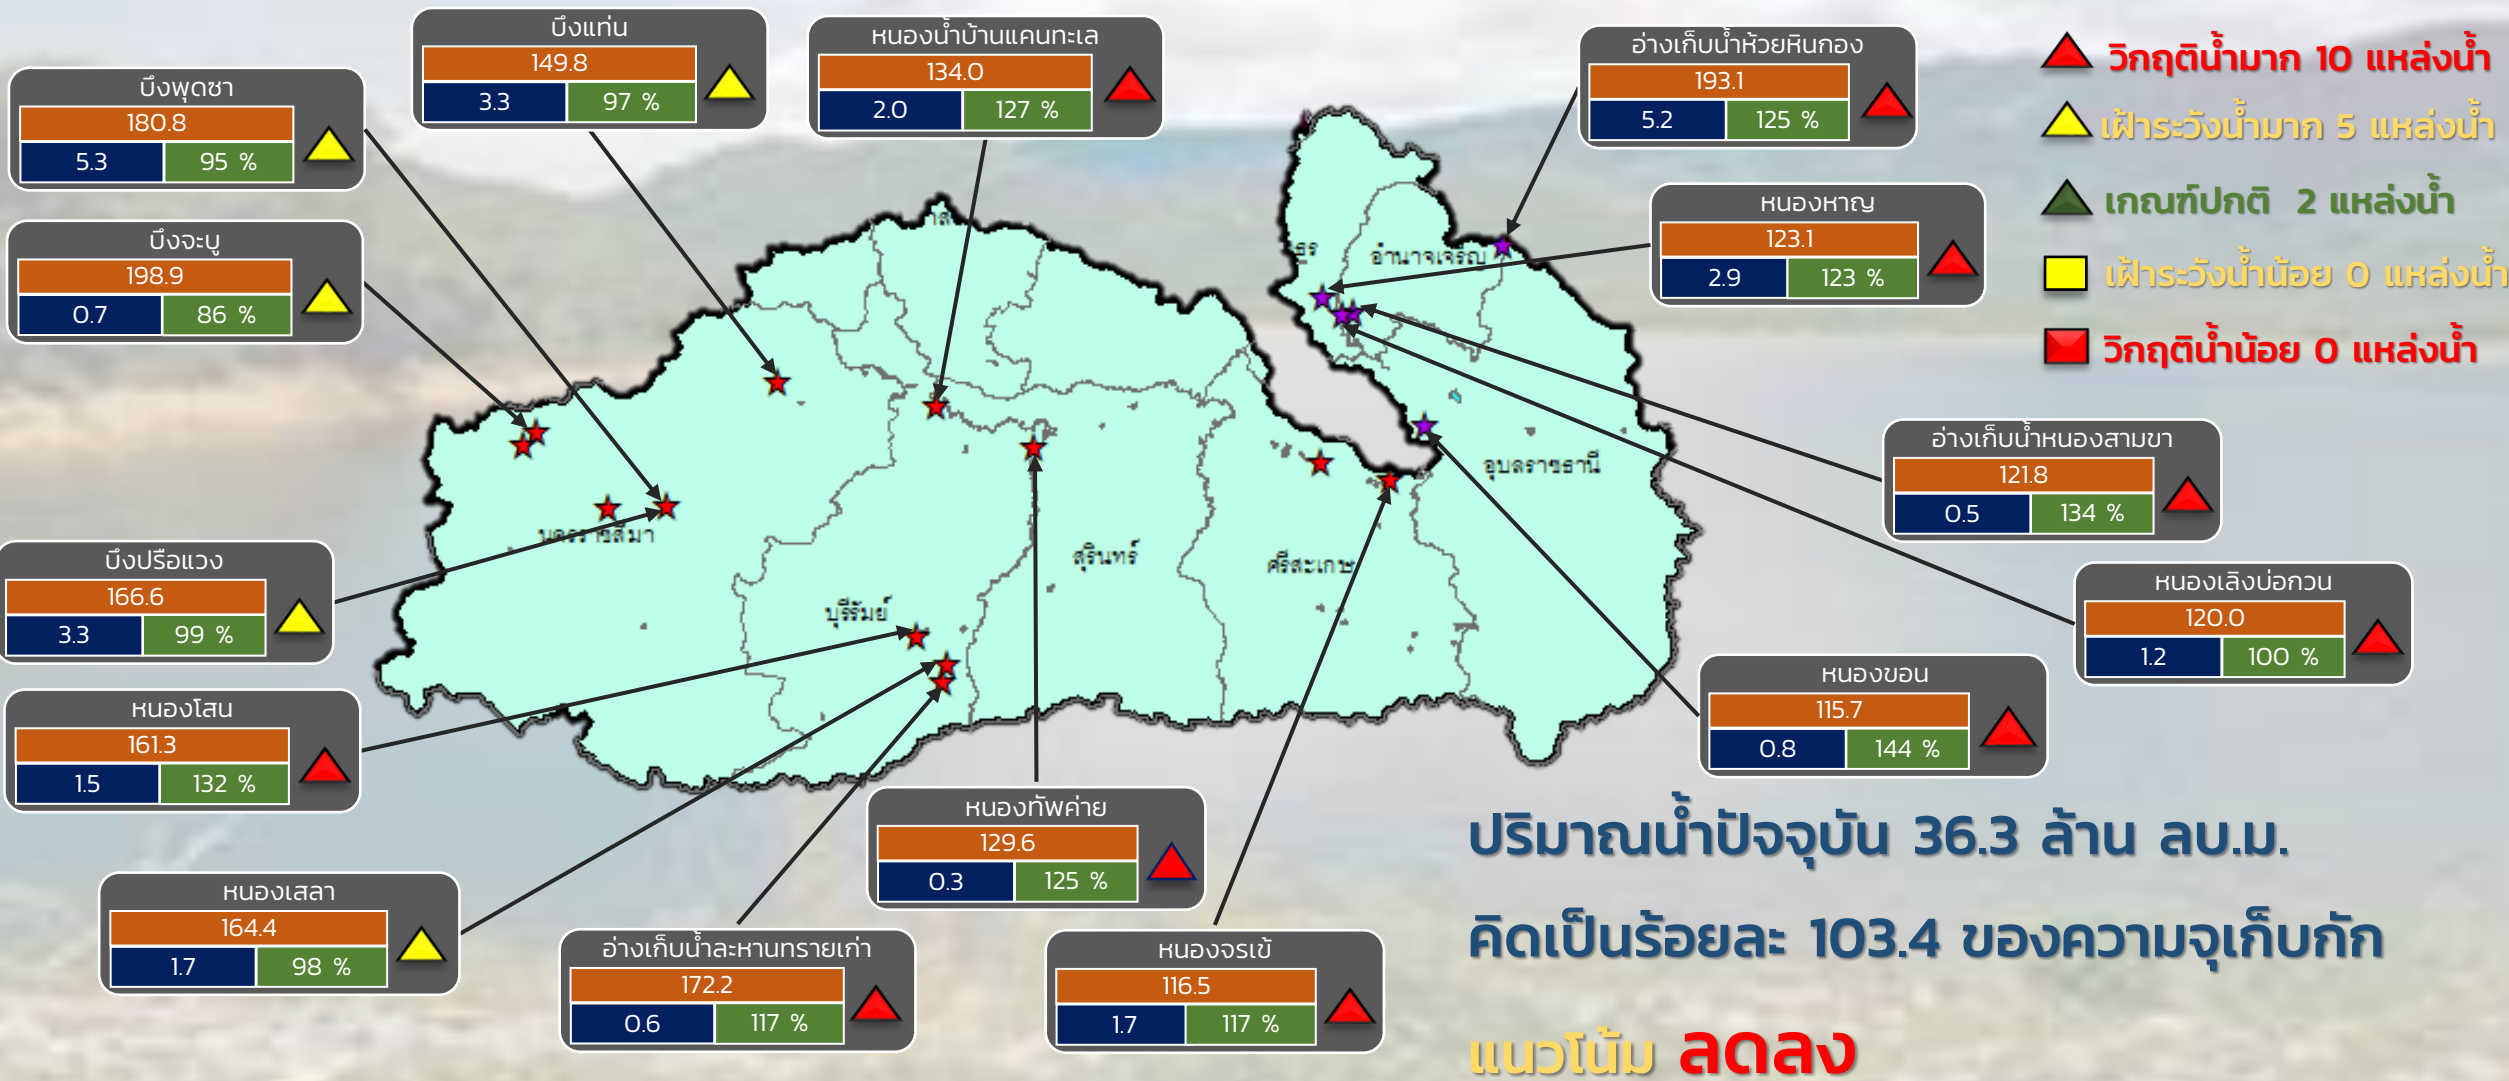 บึงแท่น
149.8
3.3 97 %
หนองน้ำบ้านแคนทะเล
134.0
2.0 127 %
อ่างเก็บน้ำห้วยหินกอง
193.1
5.2 125 %
วิกฤติน้ำมาก 10 แหล่งน้ำ
เฝ้าระวังน้ำมาก 5 แหล่งน้ำ
เกณฑ์ปกติ 2 แหล่งน้ำ
เฝ้าระวังน้ำน้อย 0 แหล่งน้ำ
วิกฤติน้ำน้อย 0 แหล่งน้ำ
บึงพุดซา
180.8
5.3 95 %
บึงจะบู
198.9
0.7 86 %
หนองหาญ
123.1
2.9 123 %
อำนาจเจริญ
อ่างเก็บน้ำหนองสามขา
121.8
0.5 134 %
อุบลราชธานี
นครราชสีมา
สุรินทร์
ศรีสะเกษ
บุรีรัมย์
บึงปรือแวง
166.6
3.3 99 %
หนองเลิงบ่อกวน
120.0
1.2 100 %
หนองโสน
161.3
1.5 132 %
หนองขอน
115.7
0.8 144 %
หนองทัพค่าย
129.6
0.3 125 %
หนองเสลา
164.4
1.7 98 %
อ่างเก็บน้ำละหานทรายเก่า
172.2
0.6 117 %
หนองจรเข้
116.5
1.7 117 %
ปริมาณน้ำปัจจุบัน 36.3 ล้าน ลบ.ม.
คิดเป็นร้อยละ 103.4 ของความจุเก็บกัก
แนวโน้ม ลดลง